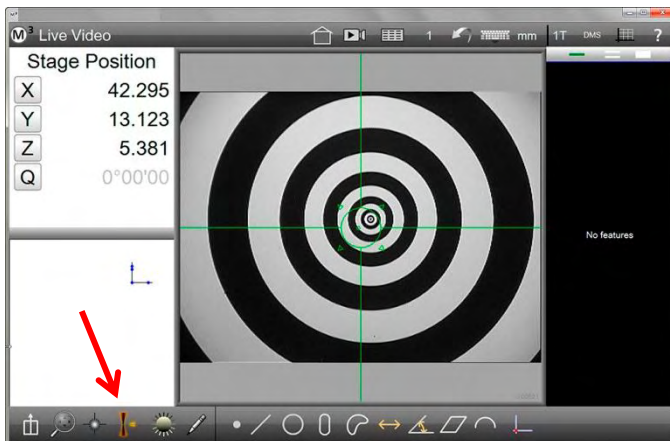 M³ Live Video
1
mm
1T
DMS
?
Stage Position
X 42.295
Y 13.123
Z 5.381
Q 0°00'00
No features